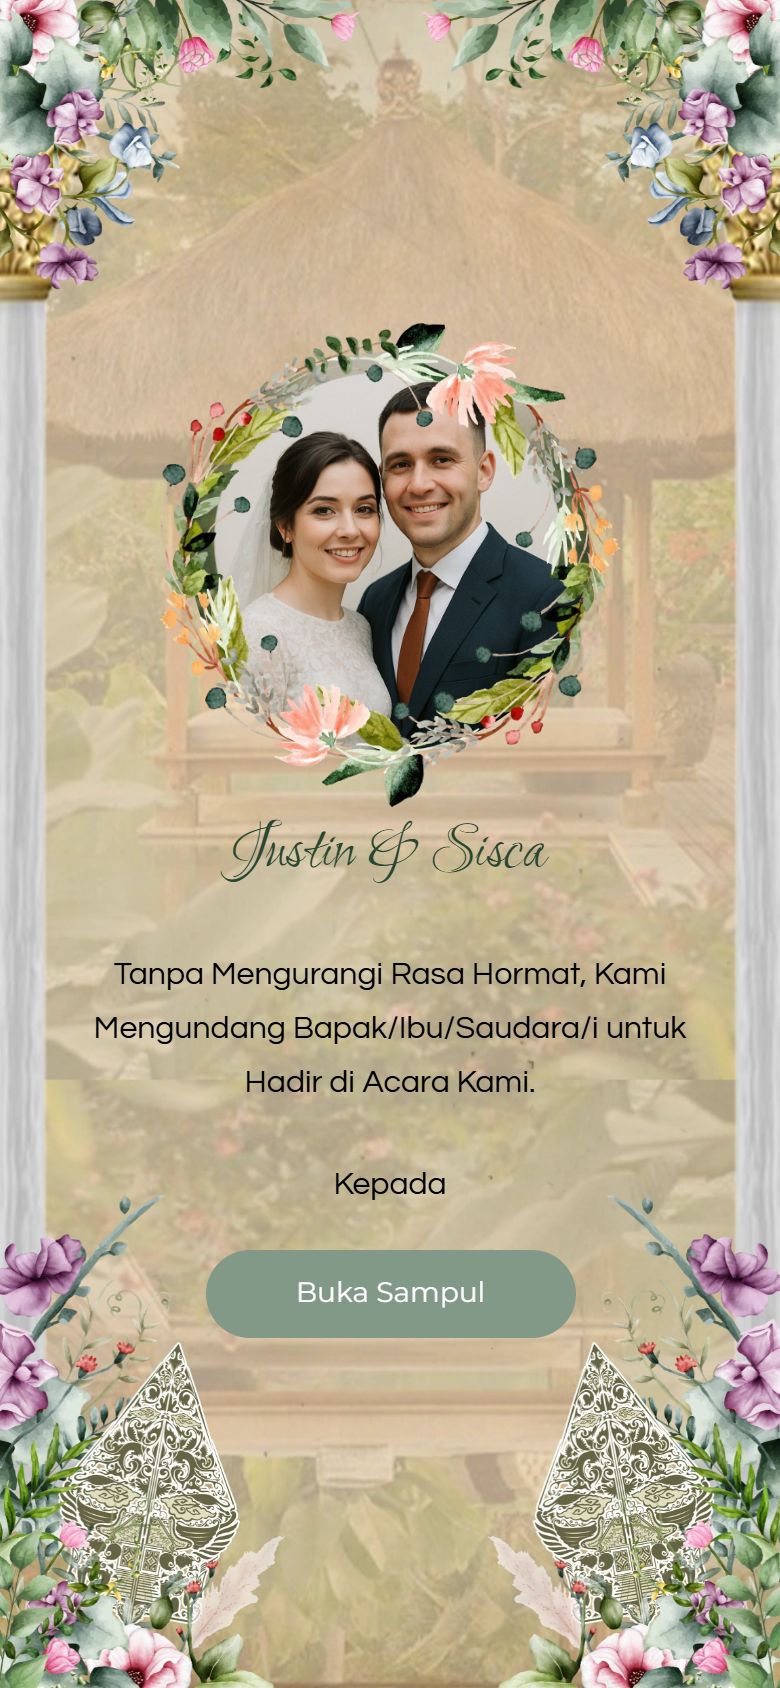 Justin & Sisca
Tanpa Mengurangi Rasa Hormat, Kami
Mengundang Bapak/Ibu/Saudara/i untuk
Hadir di Acara Kami.
Kepada
Buka Sampul